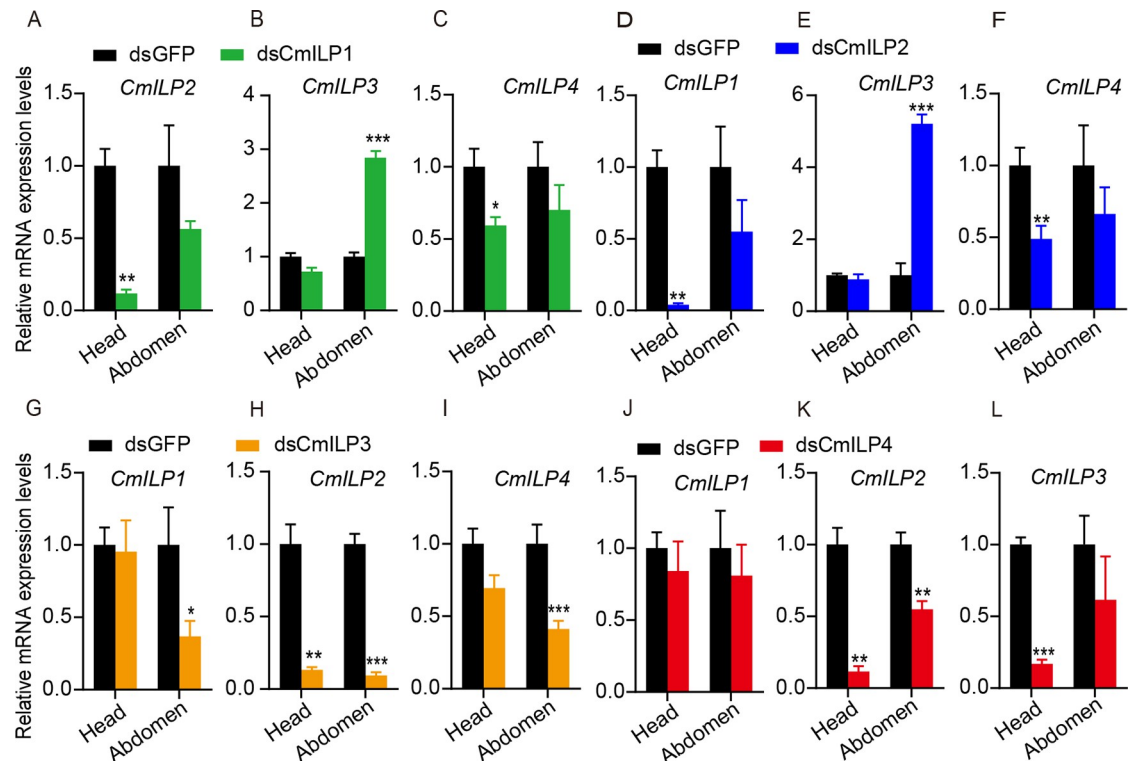 A B C D E F
dsGFP dsCmILP1 dsGFP dsCmILP2
CmILP2 CmILP3 CmILP4 CmILP1 CmILP3 CmILP4
Relative mRNA expression levels
1.5 4 1.5 1.5 6 1.5
1.0 3 1.0 1.0 4 1.0
0.5 2 0.5 0.5 2 0.5
1
0.0 0 0.0 0.0 0 0.0
** *** * ** *** **
Head Abdomen Head Abdomen Head Abdomen Head Abdomen Head Abdomen Head Abdomen
G H I J K L
dsGFP dsCmILP3 dsGFP dsCmILP4
CmILP1 CmILP2 CmILP4 CmILP1 CmILP2 CmILP3
Relative mRNA expression levels
1.5 1.5 1.5 1.5 1.5 1.5
1.0 1.0 1.0 1.0 1.0 1.0
0.5 0.5 0.5 0.5 0.5 0.5
0.0 0.0 0.0 0.0 0.0 0.0
* ** *** *** ** ** ***
Head Abdomen Head Abdomen Head Abdomen Head Abdomen Head Abdomen Head Abdomen